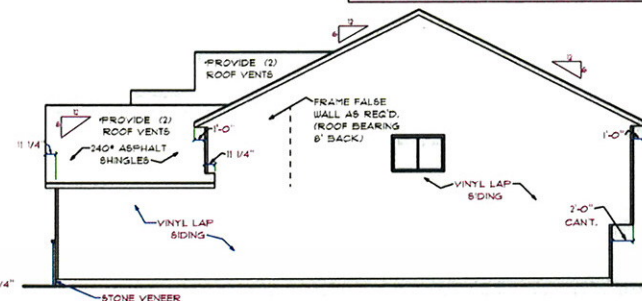 12
6
PROVIDE (2)
ROOF VENTS
12
6
12
6
PROVIDE (2)
ROOF VENTS
FRAME FALSE
WALL AS REQ'D.
(ROOF BEARING
8' BACK)
1'-0"
1'-0"
11 1/4"
240# ASPHALT
SHINGLES
11 1/4"
VINYL LAP
SIDING
2'-0"
CANT.
VINYL LAP
SIDING
/4"
STONE VENEER